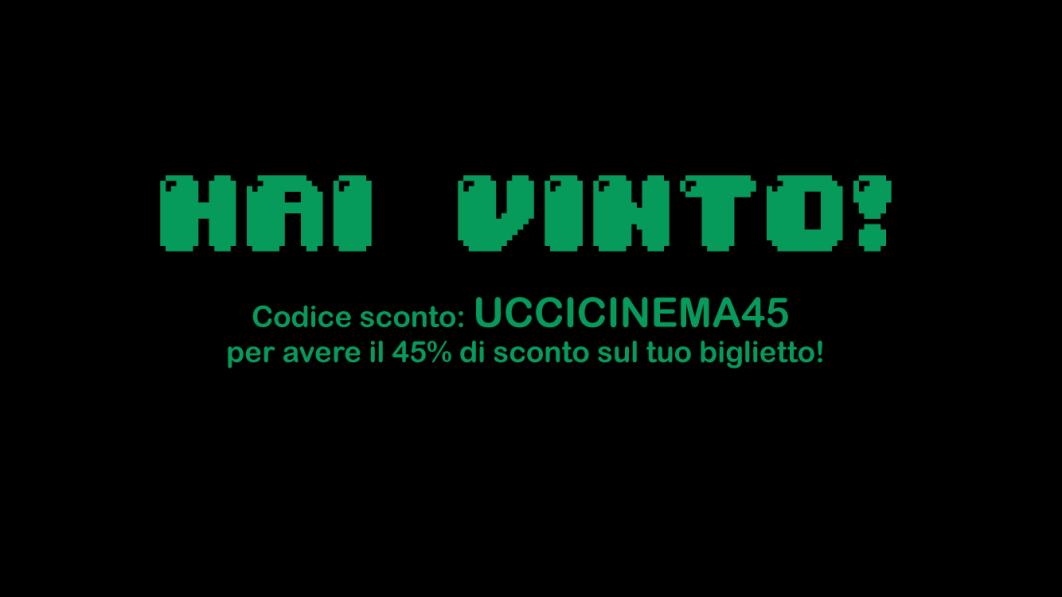 HAI VINTO!
Codice sconto: UCCICINEMA45
per avere il 45% di sconto sul tuo biglietto!